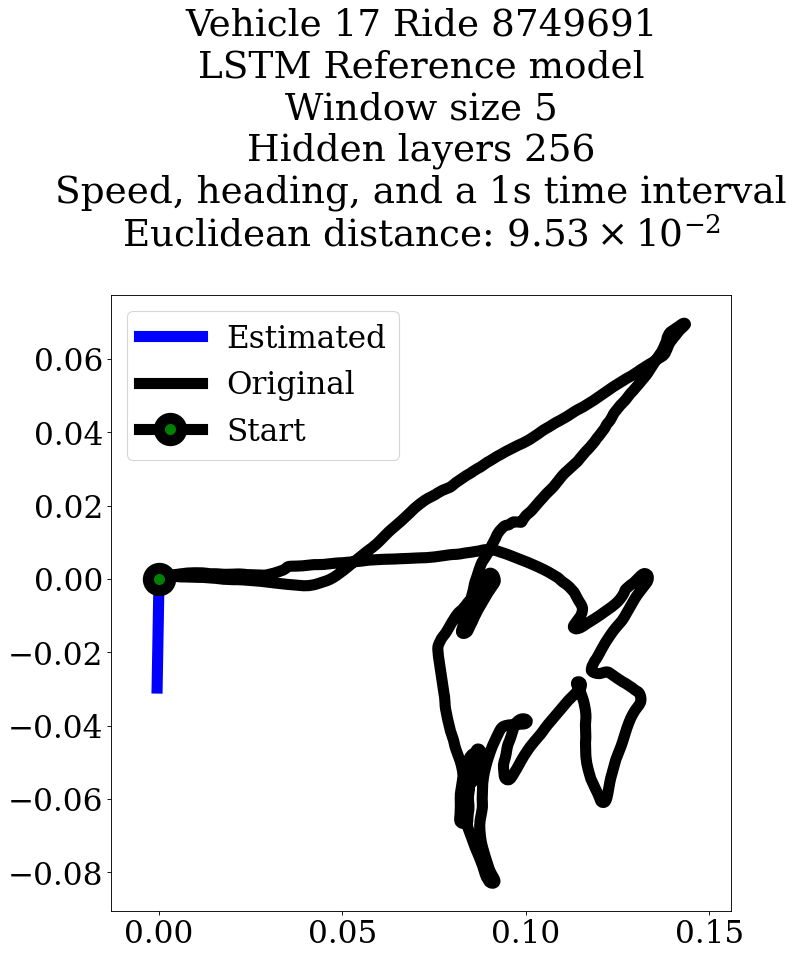 Vehicle 17 Ride 8749691
LSTM Reference model
Window size 5
Hidden layers 256
Speed, heading, and a 1s time interval
Euclidean distance: 9.53 × 10⁻²
Estimated
Original
Start
0.06
0.04
0.02
0.00
−0.02
−0.04
−0.06
−0.08
0.00 0.05 0.10 0.15